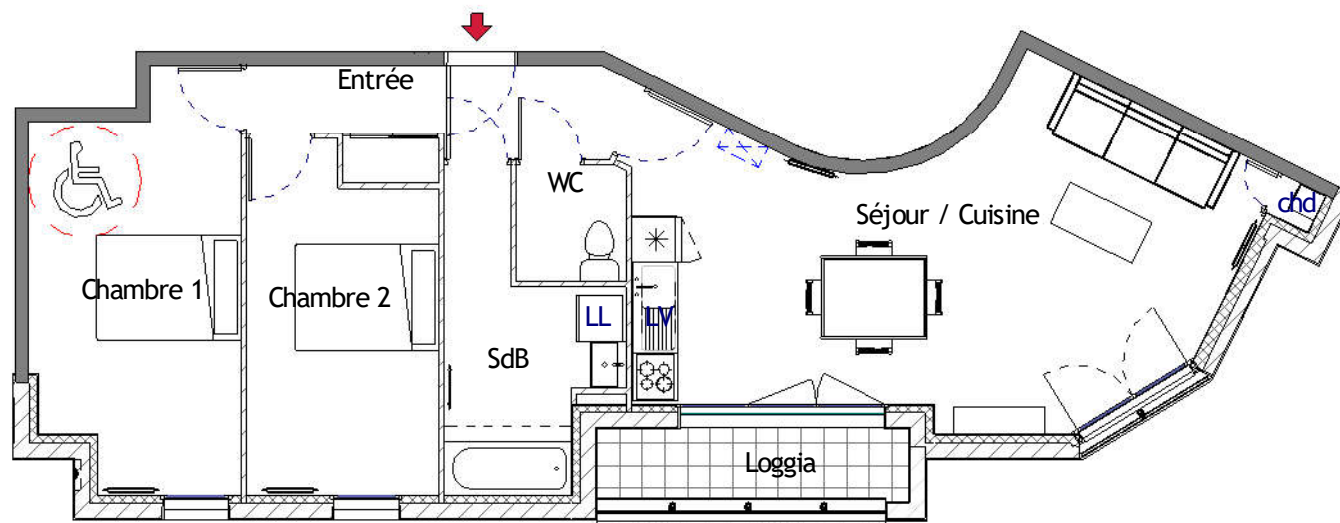 Entrée
WC
Séjour / Cuisine
chd
Chambre 1
Chambre 2
LL
LV
SdB
Loggia